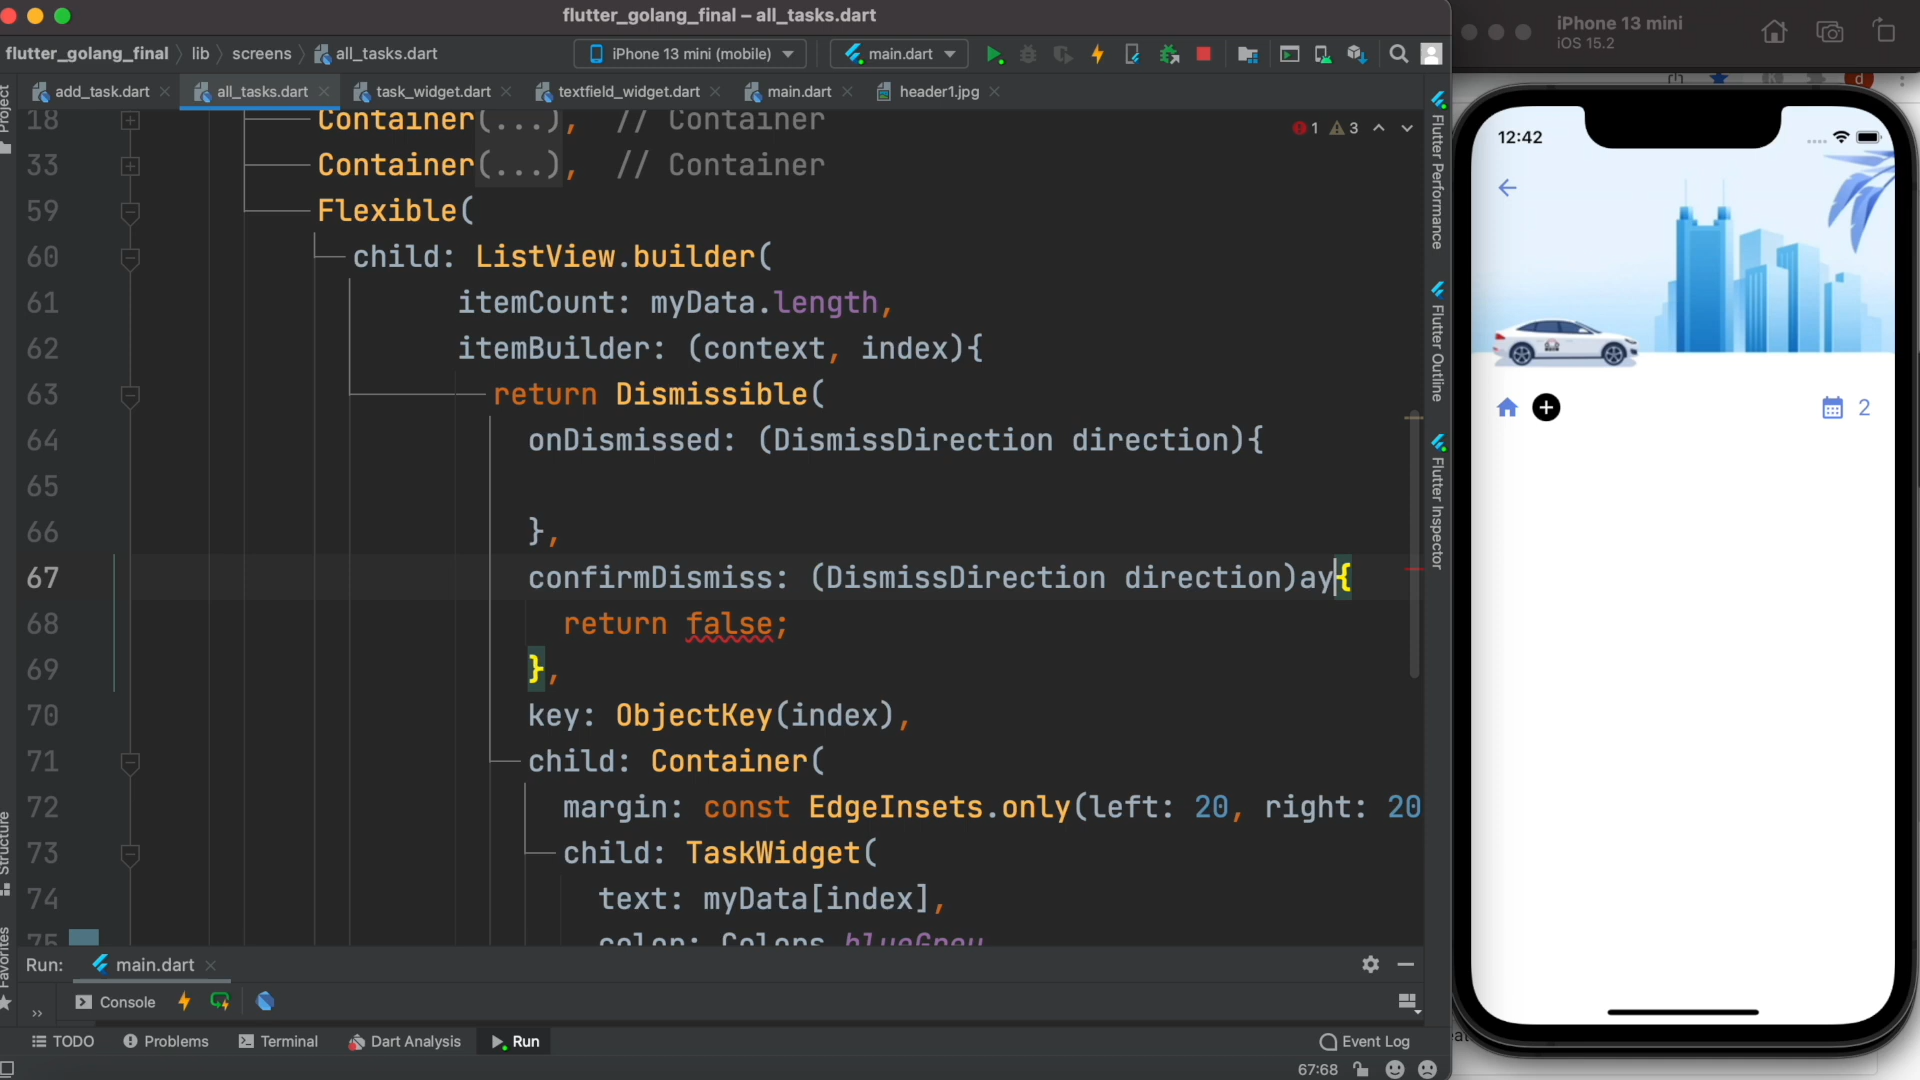 flutter_golang_final – all_tasks.dart
flutter_golang_final
lib
screens
all_tasks.dart
iPhone 13 mini (mobile)
main.dart
add_task.dart
all_tasks.dart
task_widget.dart
textfield_widget.dart
main.dart
header1.jpg
1 3
18 Container(...), // Container
33 Container(...), // Container
59 Flexible(
60 child: ListView.builder(
61 itemCount: myData.length,
62 itemBuilder: (context, index){
63 return Dismissible(
64 onDismissed: (DismissDirection direction){
65
66 },
67 confirmDismiss: (DismissDirection direction)ay{
68 return false;
69 },
70 key: ObjectKey(index),
71 child: Container(
72 margin: const EdgeInsets.only(left: 20, right: 20
73 child: TaskWidget(
74 text: myData[index],
75 color: Colors.blueGrey
Project
Structure
Favorites
Flutter Performance
Flutter Outline
Flutter Inspector
Run:
main.dart
Console
TODO
Problems
Terminal
Dart Analysis
Run
Event Log
67:68
iPhone 13 mini
iOS 15.2
d
12:42
2